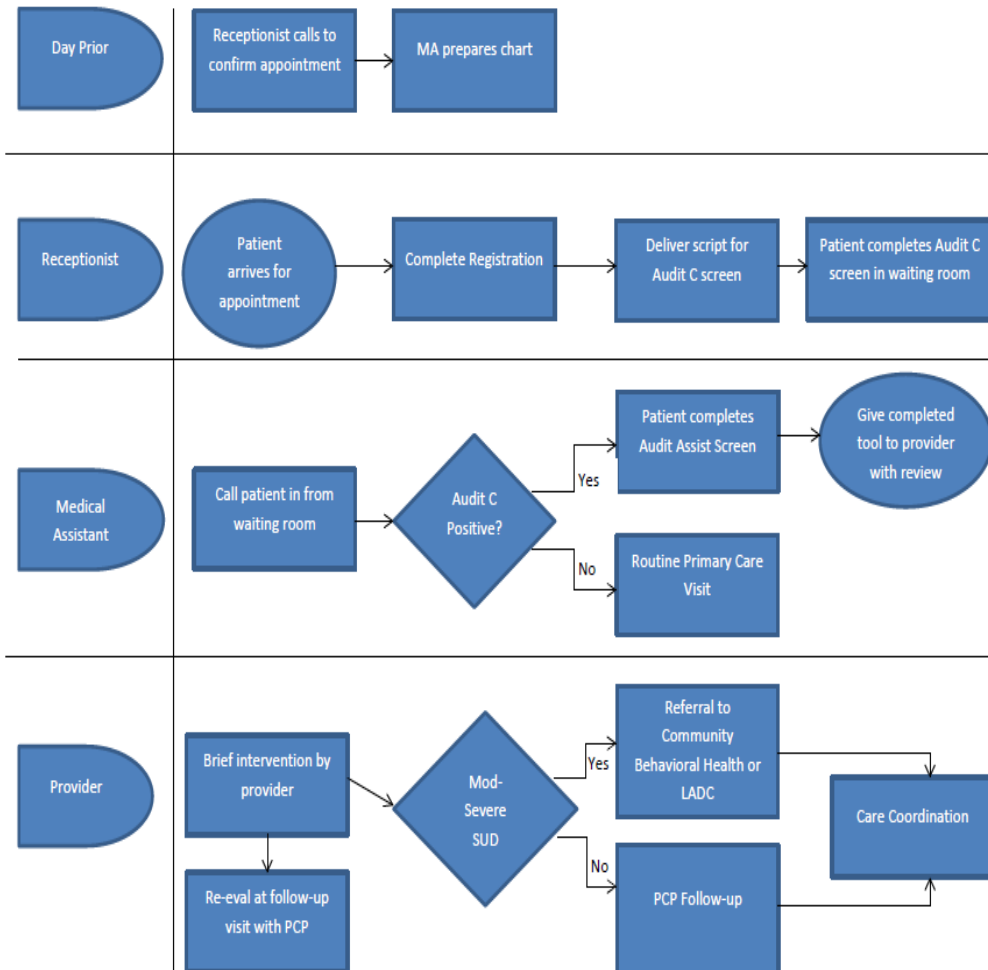 Day Prior
Receptionist calls to
confirm appointment
MA prepares chart
Receptionist
Patient
arrives for
appointment
Complete Registration
Deliver script for
Audit C screen
Patient completes Audit C
screen in waiting room
Medical
Assistant
Call patient in from
waiting room
Audit C
Positive?
Yes
Patient completes
Audit Assist Screen
Give completed
tool to provider
with review
No
Routine Primary Care
Visit
Provider
Brief intervention by
provider
Re-eval at follow-up
visit with PCP
Mod-
Severe
SUD
Yes
Referral to
Community
Behavioral Health or
LADC
No
PCP Follow-up
Care Coordination